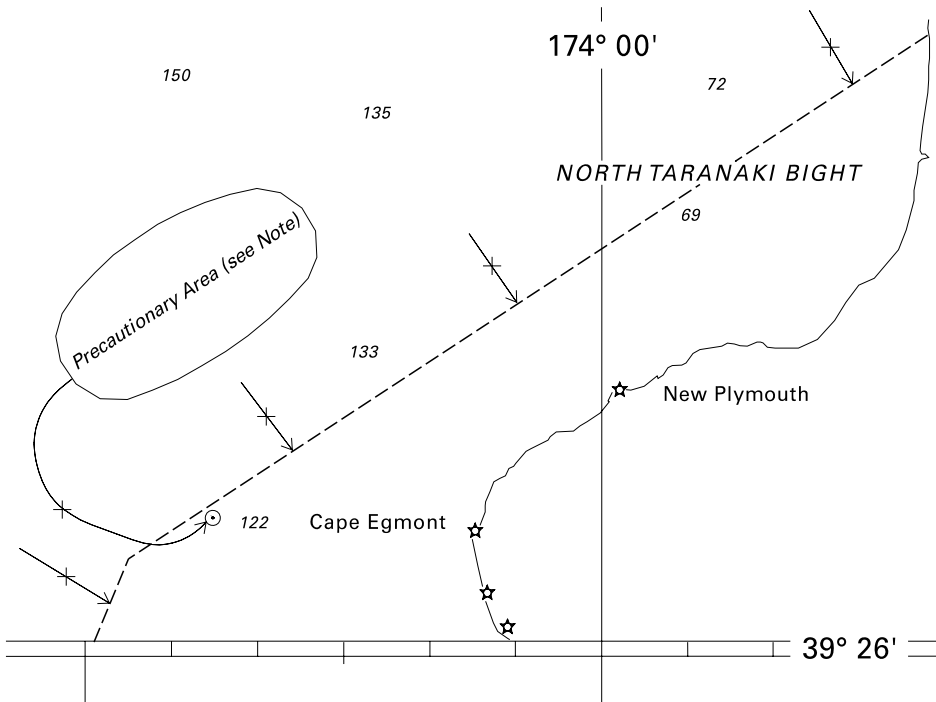 174° 00'
150
72
135
NORTH TARANAKI BIGHT
69
Precautionary Area (see Note)
133
New Plymouth
122
Cape Egmont
39° 26'